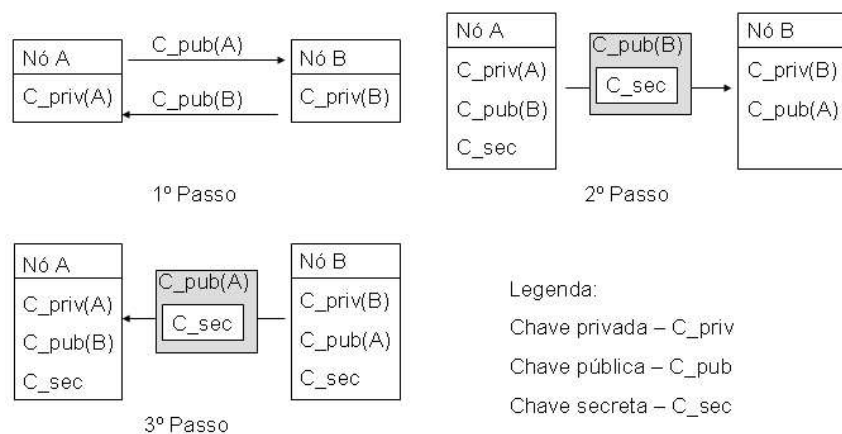 Nó A
C_priv(A)
C_pub(A)
C_pub(B)
Nó B
C_priv(B)
1º Passo
Nó A
C_priv(A)
C_pub(B)
C_sec
C_pub(B)
C_sec
Nó B
C_priv(B)
C_pub(A)
2º Passo
Nó A
C_priv(A)
C_pub(B)
C_sec
C_pub(A)
C_sec
Nó B
C_priv(B)
C_pub(A)
C_sec
3º Passo
Legenda:
Chave privada – C_priv
Chave pública – C_pub
Chave secreta – C_sec